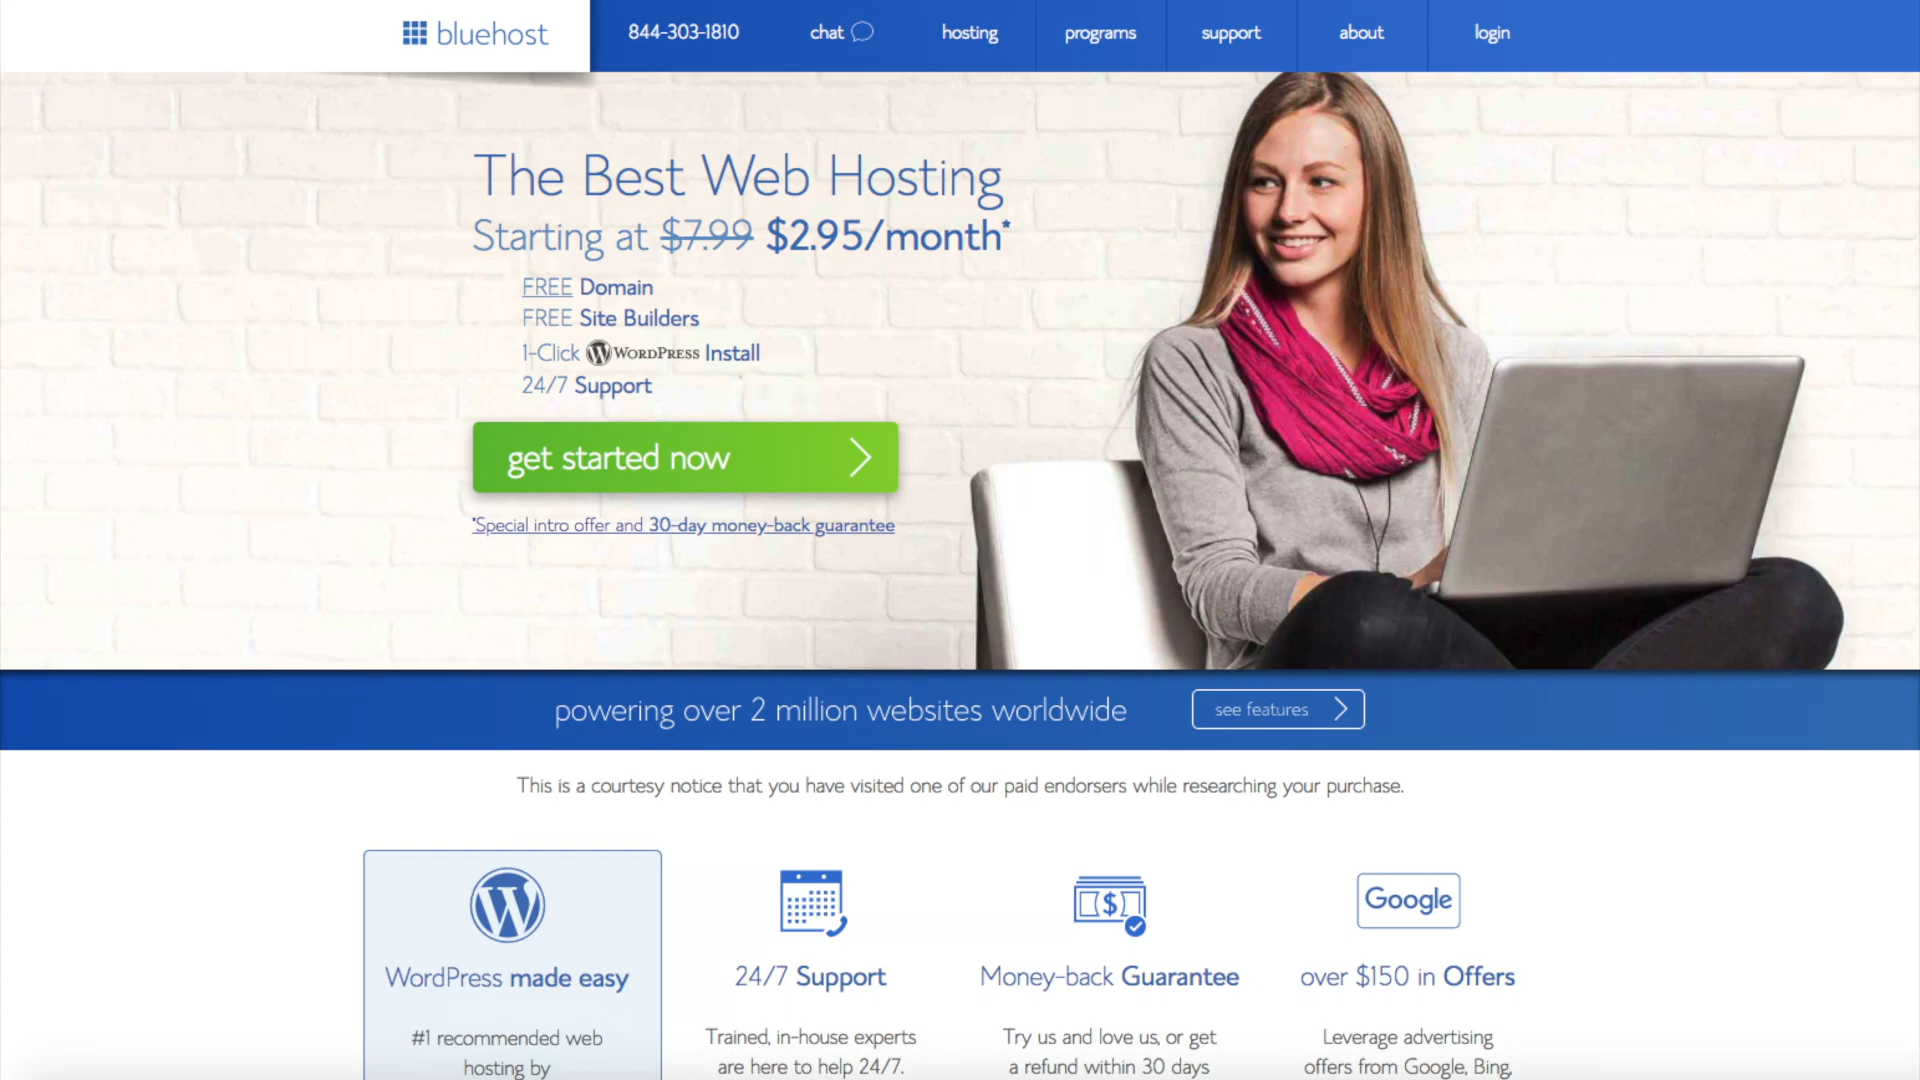 bluehost
844-303-1810
chat
hosting
programs
support
about
login
The Best Web Hosting
Starting at $7.99 $2.95/month*
FREE Domain
FREE Site Builders
1-Click WORDPRESS Install
24/7 Support
get started now
*Special intro offer and 30-day money-back guarantee
powering over 2 million websites worldwide
see features
This is a courtesy notice that you have visited one of our paid endorsers while researching your purchase.
WordPress made easy
#1 recommended web
hosting by
24/7 Support
Trained, in-house experts
are here to help 24/7.
Money-back Guarantee
Try us and love us, or get
a refund within 30 days
Google
over $150 in Offers
Leverage advertising
offers from Google, Bing,